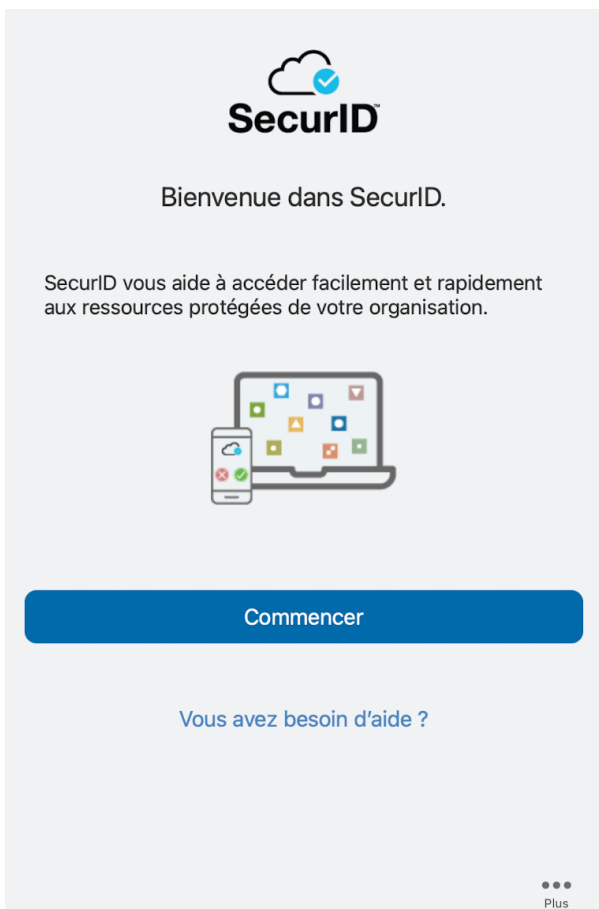 SecurID™
Bienvenue dans SecurID.
SecurID vous aide à accéder facilement et rapidement
aux ressources protégées de votre organisation.
Commencer
Vous avez besoin d’aide ?
Plus